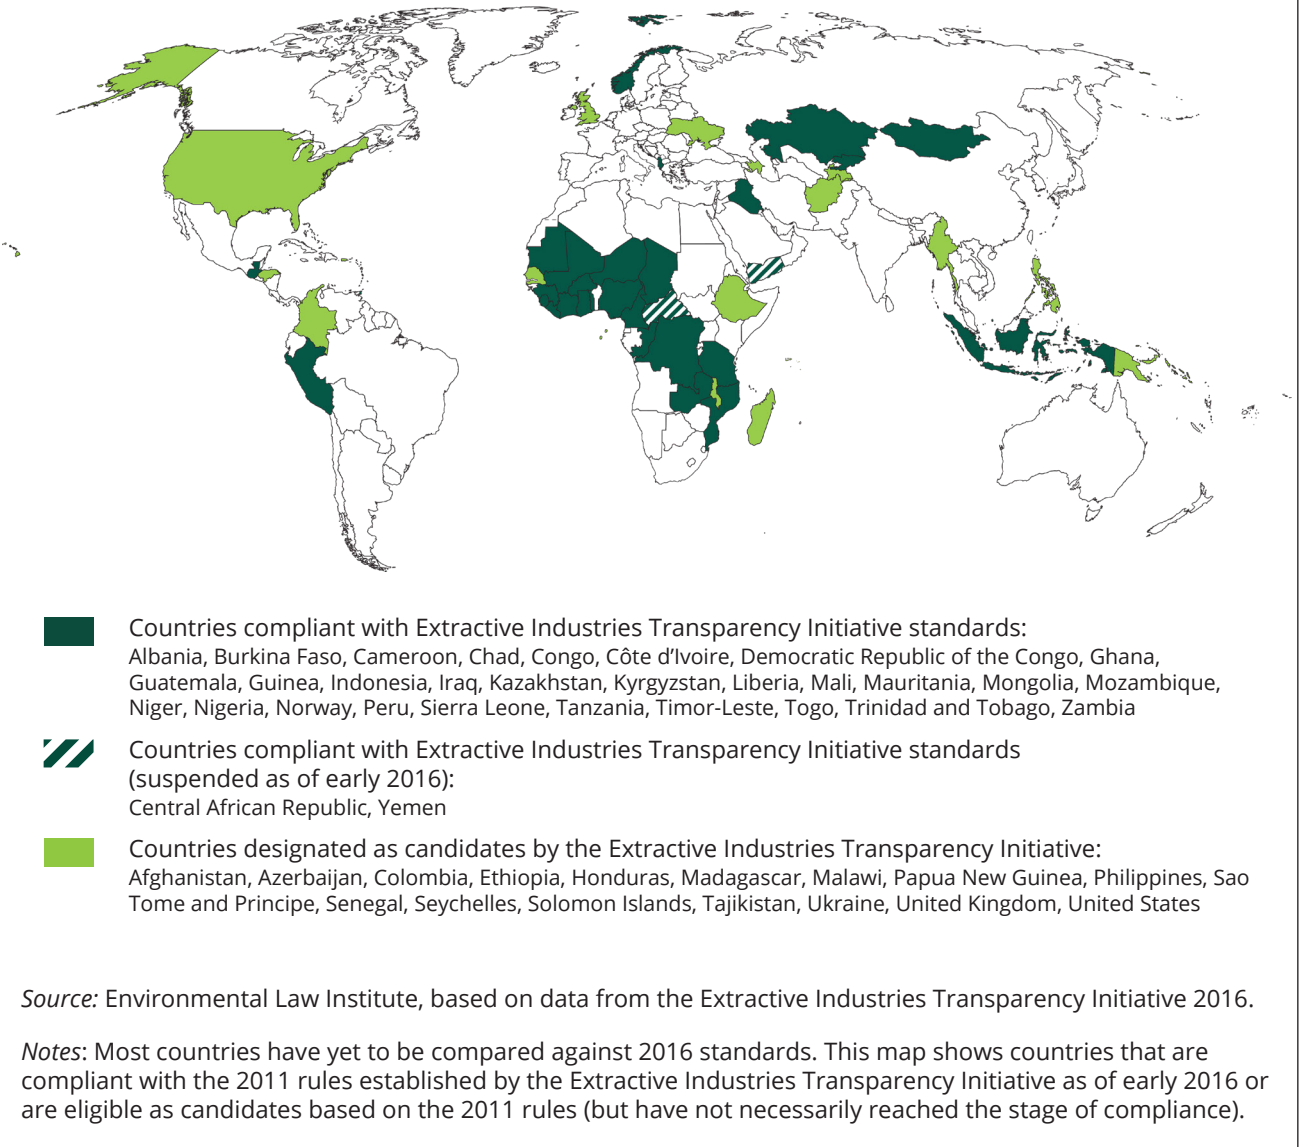 Countries compliant with Extractive Industries Transparency Initiative standards:
Albania, Burkina Faso, Cameroon, Chad, Congo, Côte d’Ivoire, Democratic Republic of the Congo, Ghana,
Guatemala, Guinea, Indonesia, Iraq, Kazakhstan, Kyrgyzstan, Liberia, Mali, Mauritania, Mongolia, Mozambique,
Niger, Nigeria, Norway, Peru, Sierra Leone, Tanzania, Timor-Leste, Togo, Trinidad and Tobago, Zambia
Countries compliant with Extractive Industries Transparency Initiative standards
(suspended as of early 2016):
Central African Republic, Yemen
Countries designated as candidates by the Extractive Industries Transparency Initiative:
Afghanistan, Azerbaijan, Colombia, Ethiopia, Honduras, Madagascar, Malawi, Papua New Guinea, Philippines, Sao
Tome and Principe, Senegal, Seychelles, Solomon Islands, Tajikistan, Ukraine, United Kingdom, United States
Source: Environmental Law Institute, based on data from the Extractive Industries Transparency Initiative 2016.
Notes: Most countries have yet to be compared against 2016 standards. This map shows countries that are
compliant with the 2011 rules established by the Extractive Industries Transparency Initiative as of early 2016 or
are eligible as candidates based on the 2011 rules (but have not necessarily reached the stage of compliance).